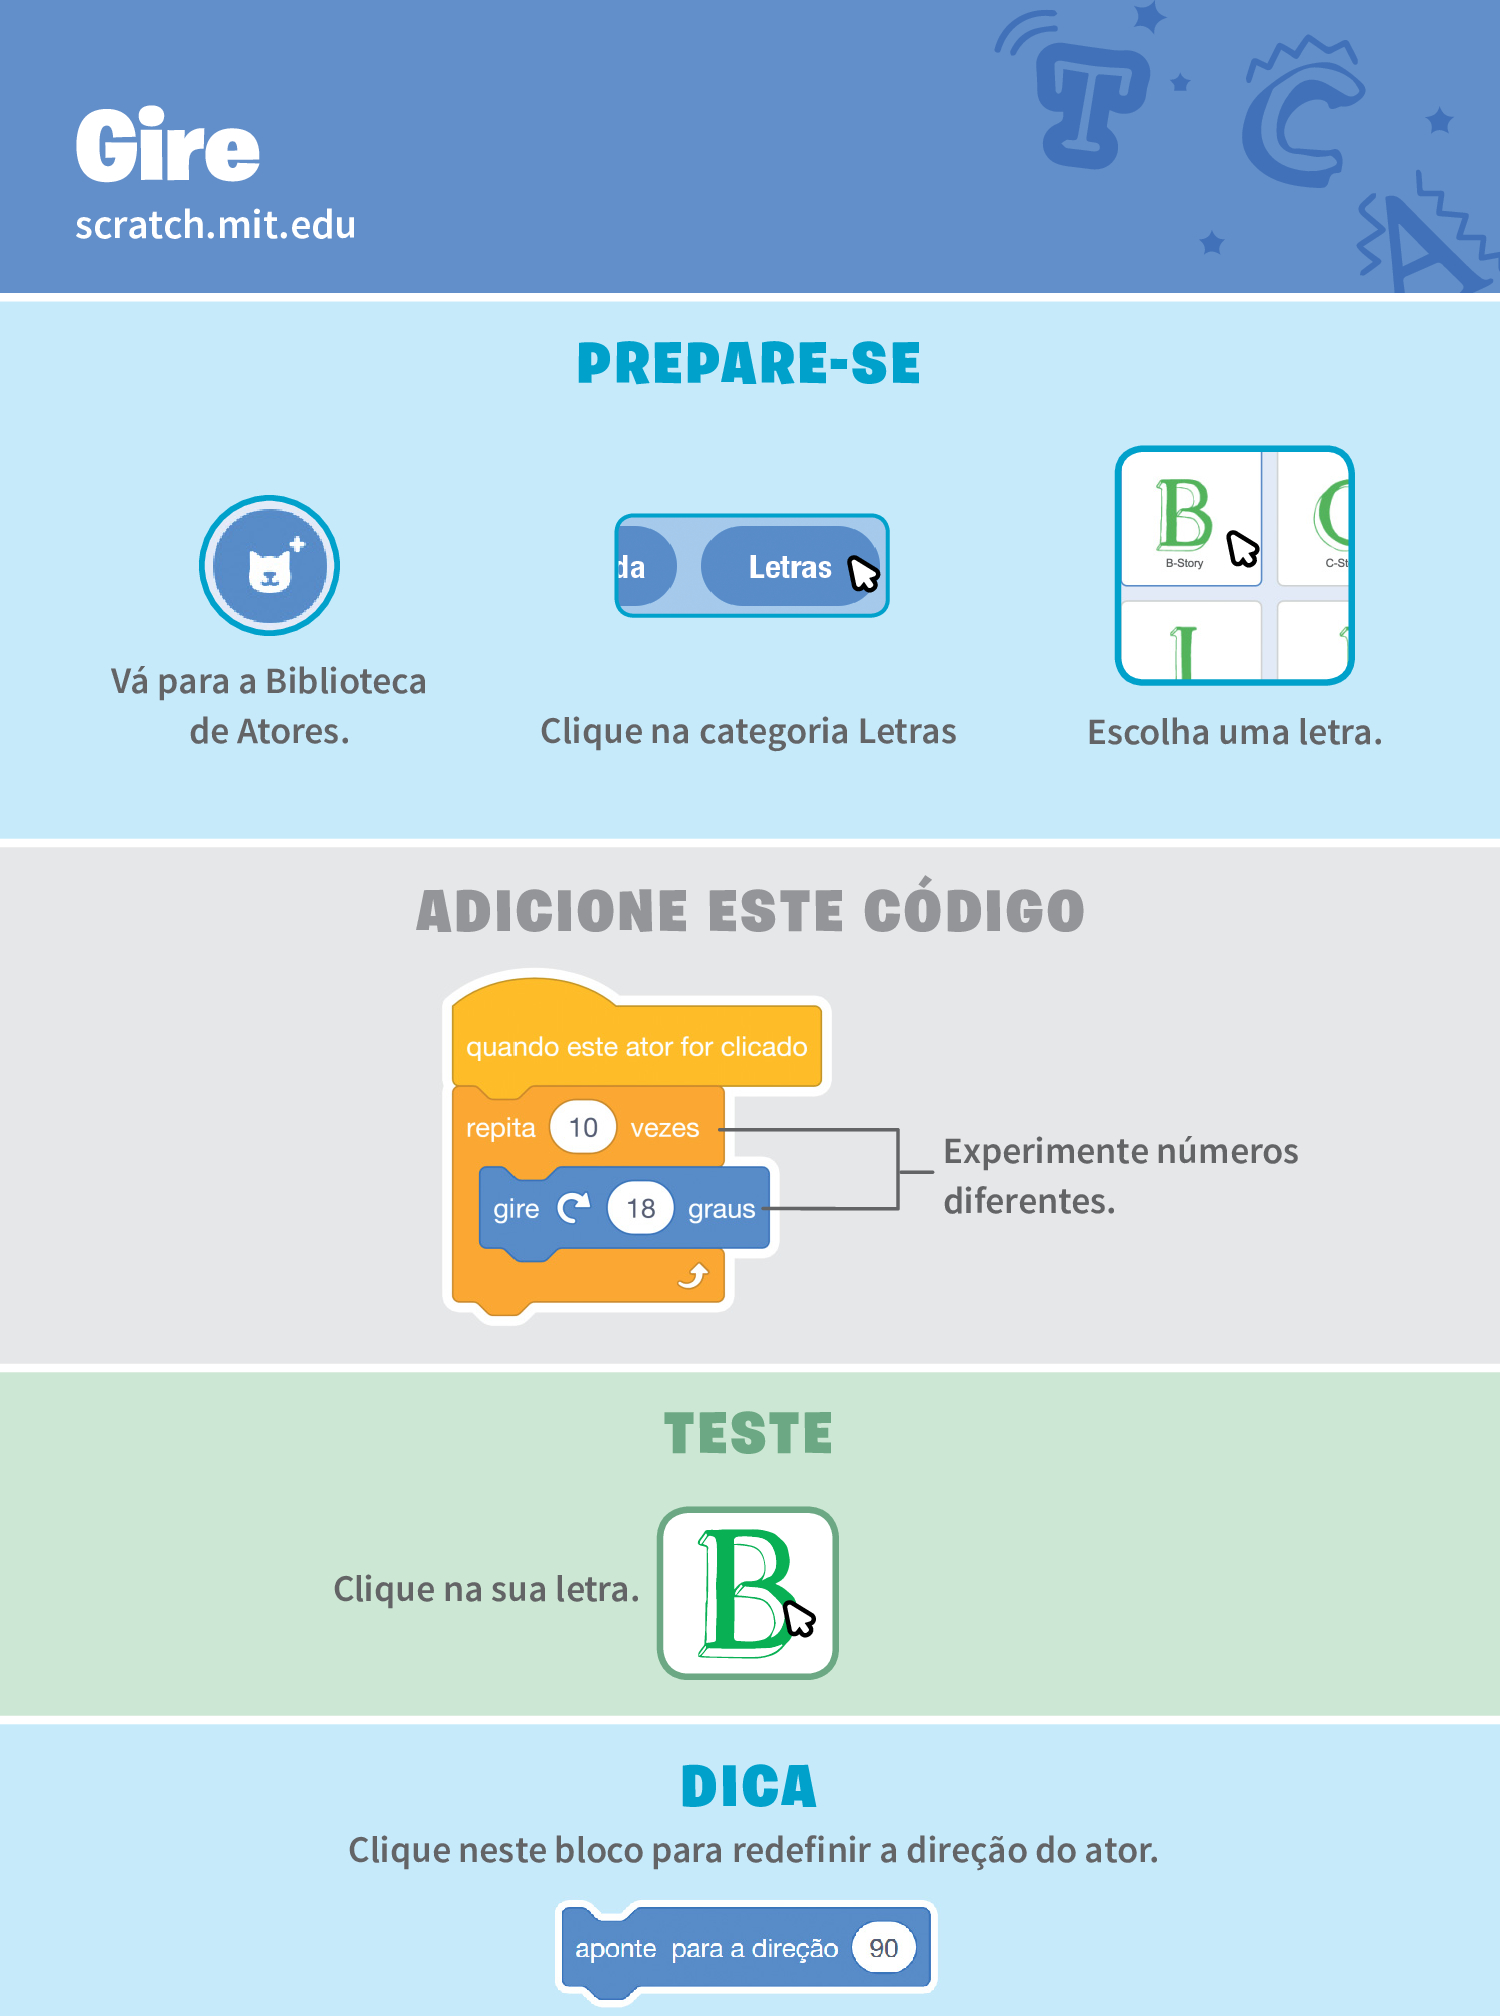 Gire
scratch.mit.edu
T C
A
PREPARE-SE
da Letras
B
B-Story
Vá para a Biblioteca
de Atores.
Clique na categoria Letras
Escolha uma letra.
ADICIONE ESTE CÓDIGO
quando este ator for clicado
repita 10 vezes
gire 18 graus
Experimente números
diferentes.
TESTE
Clique na sua letra.
B
DICA
Clique neste bloco para redefinir a direção do ator.
aponte para a direção 90